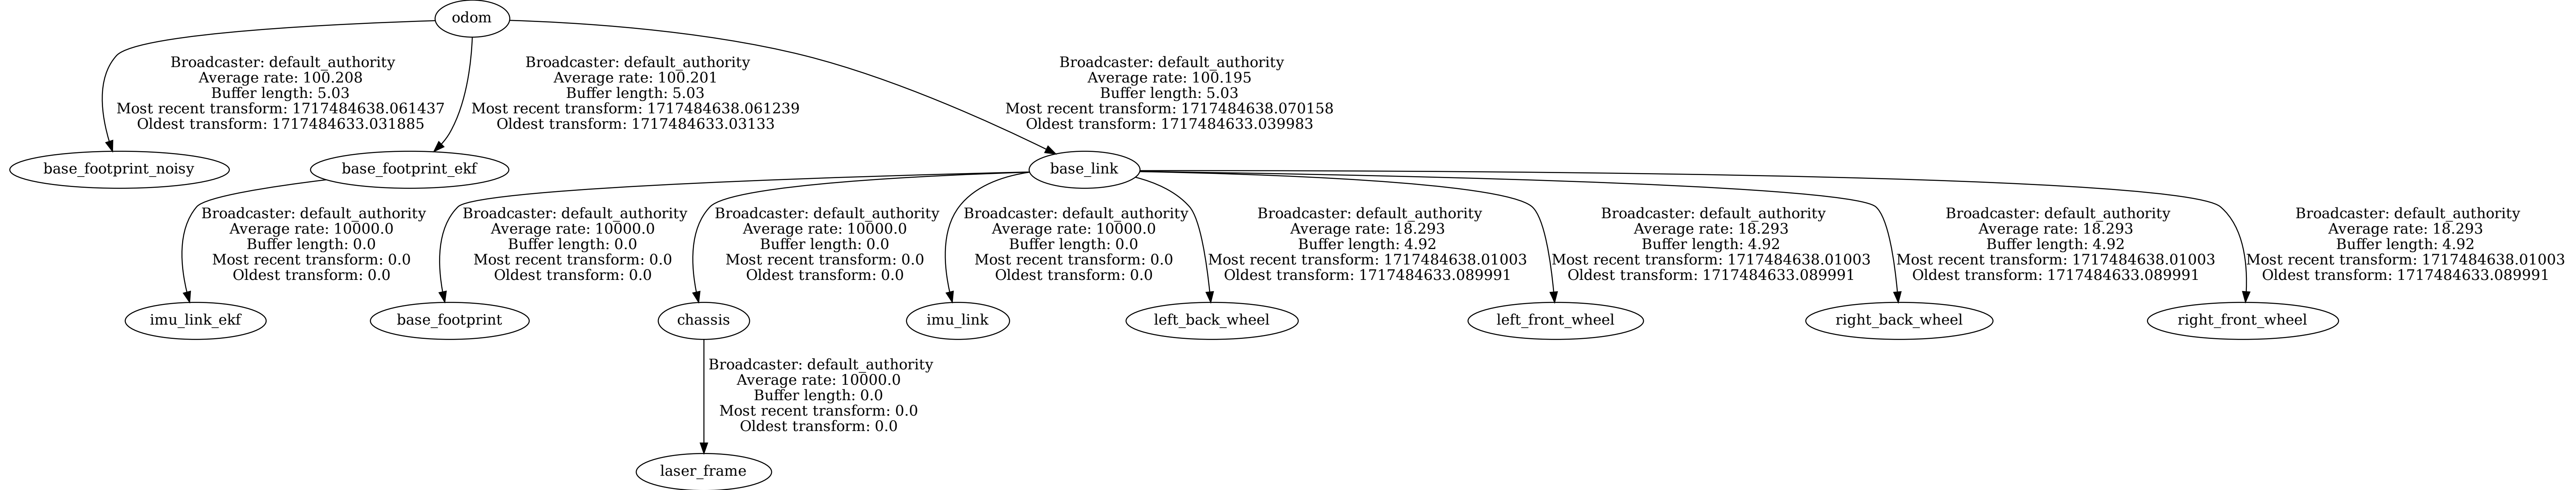 odom
Broadcaster: default_authority
Average rate: 100.208
Buffer length: 5.03
Most recent transform: 1717484638.061437
Oldest transform: 1717484633.031885
Broadcaster: default_authority
Average rate: 100.201
Buffer length: 5.03
Most recent transform: 1717484638.061239
Oldest transform: 1717484633.03133
Broadcaster: default_authority
Average rate: 100.195
Buffer length: 5.03
Most recent transform: 1717484638.070158
Oldest transform: 1717484633.039983
base_footprint_noisy
base_footprint_ekf
base_link
Broadcaster: default_authority
Average rate: 10000.0
Buffer length: 0.0
Most recent transform: 0.0
Oldest transform: 0.0
Broadcaster: default_authority
Average rate: 10000.0
Buffer length: 0.0
Most recent transform: 0.0
Oldest transform: 0.0
Broadcaster: default_authority
Average rate: 10000.0
Buffer length: 0.0
Most recent transform: 0.0
Oldest transform: 0.0
Broadcaster: default_authority
Average rate: 10000.0
Buffer length: 0.0
Most recent transform: 0.0
Oldest transform: 0.0
Broadcaster: default_authority
Average rate: 18.293
Buffer length: 4.92
Most recent transform: 1717484638.01003
Oldest transform: 1717484633.089991
Broadcaster: default_authority
Average rate: 18.293
Buffer length: 4.92
Most recent transform: 1717484638.01003
Oldest transform: 1717484633.089991
Broadcaster: default_authority
Average rate: 18.293
Buffer length: 4.92
Most recent transform: 1717484638.01003
Oldest transform: 1717484633.089991
Broadcaster: default_authority
Average rate: 18.293
Buffer length: 4.92
Most recent transform: 1717484638.01003
Oldest transform: 1717484633.089991
imu_link_ekf
base_footprint
chassis
imu_link
left_back_wheel
left_front_wheel
right_back_wheel
right_front_wheel
Broadcaster: default_authority
Average rate: 10000.0
Buffer length: 0.0
Most recent transform: 0.0
Oldest transform: 0.0
laser_frame